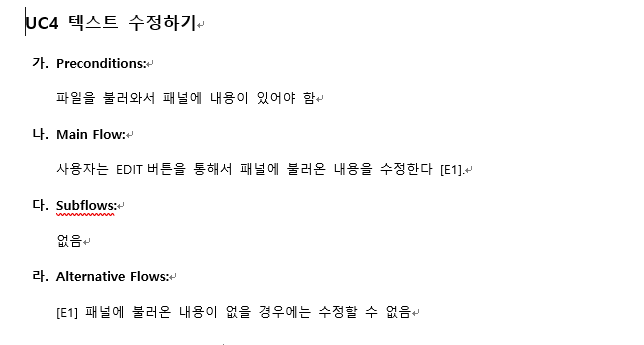 UC4 텍스트 수정하기
가. Preconditions:
파일을 불러와서 패널에 내용이 있어야 함
나. Main Flow:
사용자는 EDIT 버튼을 통해서 패널에 불러온 내용을 수정한다 [E1].
다. Subflows:
없음
라. Alternative Flows:
[E1] 패널에 불러온 내용이 없을 경우에는 수정할 수 없음